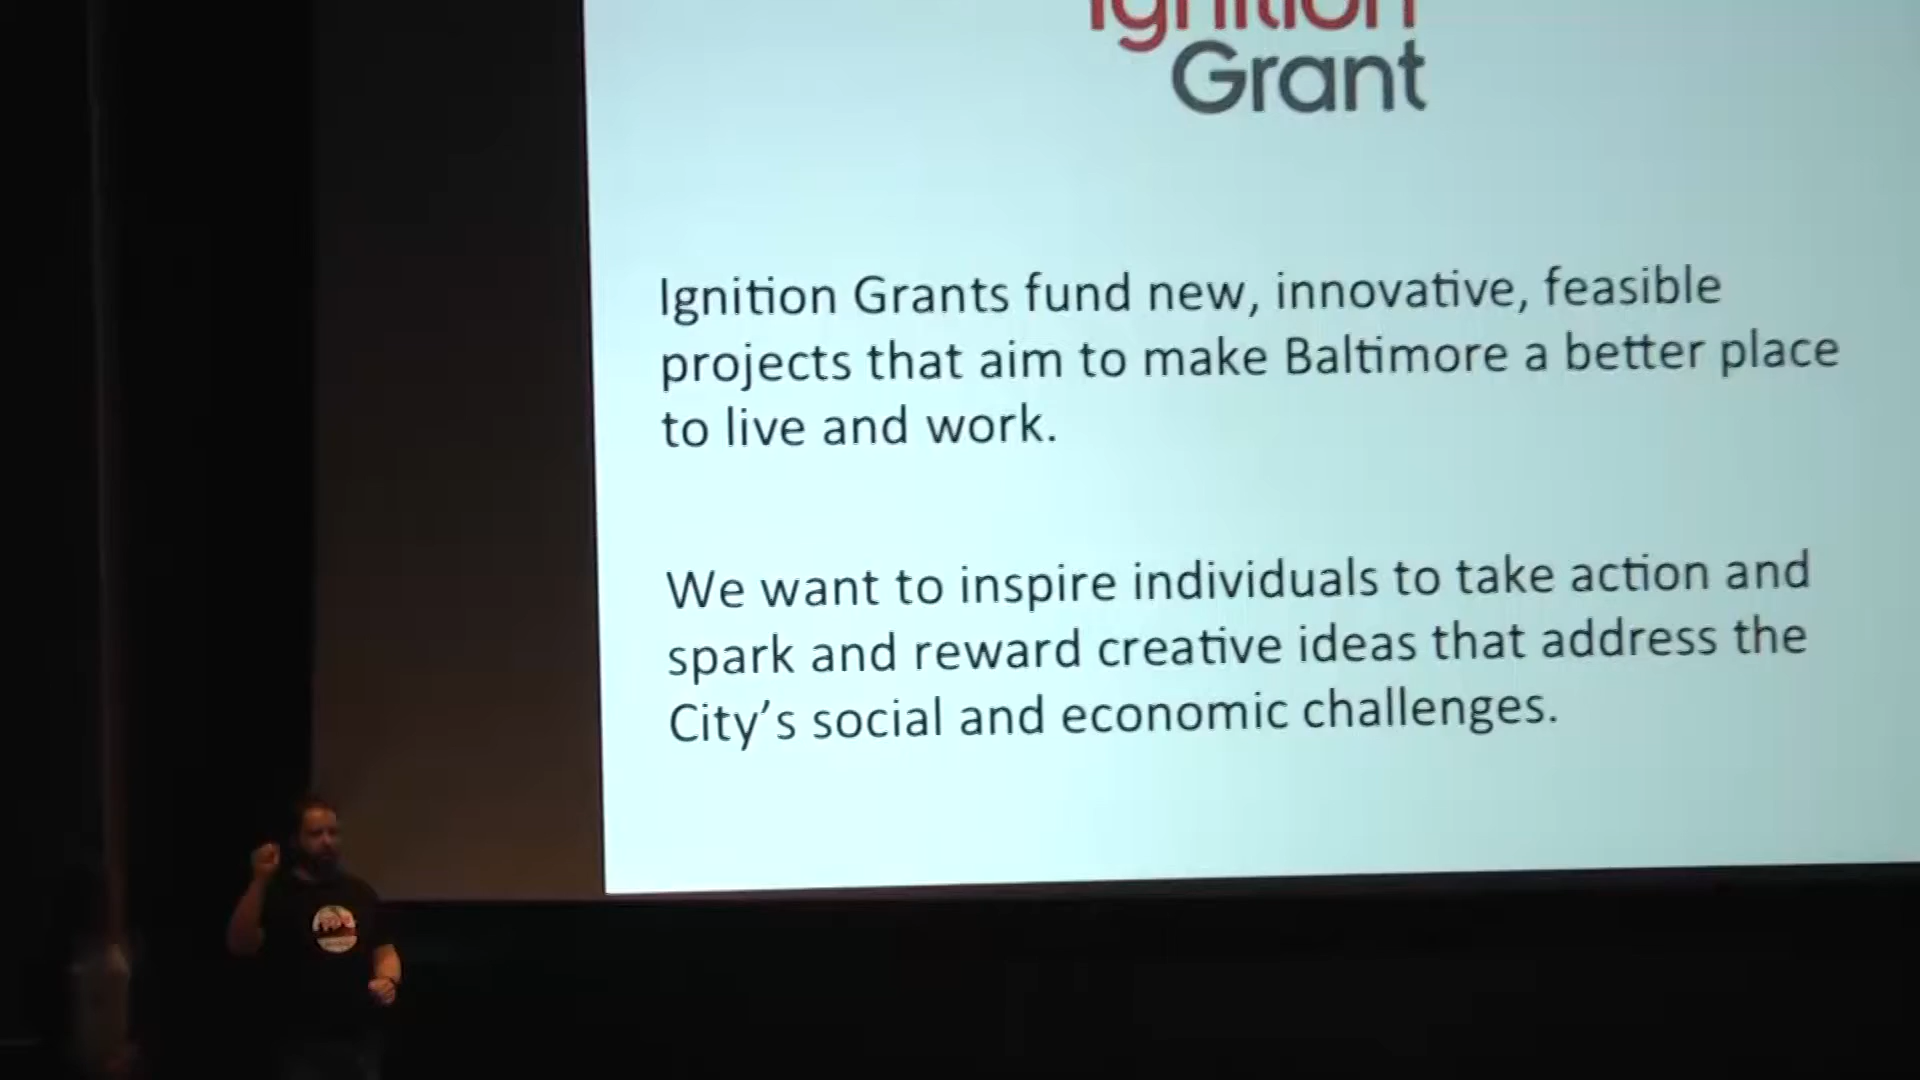 Ignition
Grant
Ignition Grants fund new, innovative, feasible
projects that aim to make Baltimore a better place
to live and work.
We want to inspire individuals to take action and
spark and reward creative ideas that address the
City’s social and economic challenges.